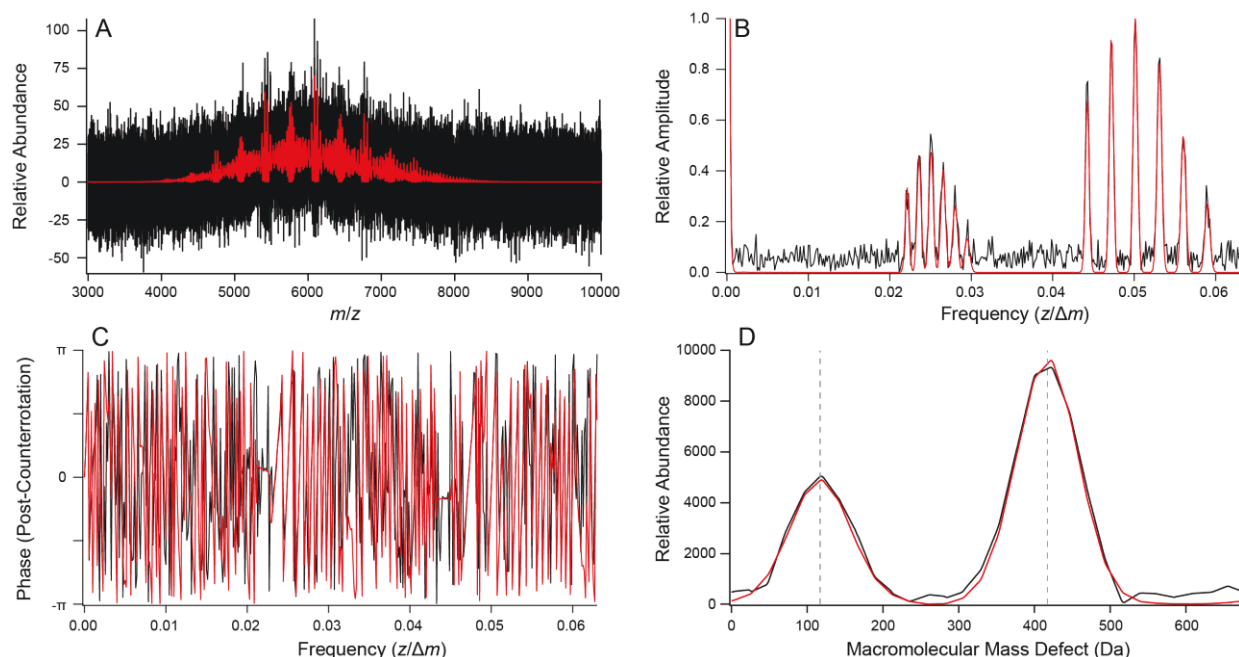 A
Relative Abundance
100
75
50
25
0
-25
-50
3000 4000 5000 6000 7000 8000 9000 10000
m/z
B
Relative Amplitude
1.0
0.8
0.6
0.4
0.2
0.0
0.00 0.01 0.02 0.03 0.04 0.05 0.06
Frequency (z/Δm)
C
Phase (Post-Counterrotation)
π
0
-π
0.00 0.01 0.02 0.03 0.04 0.05 0.06
Frequency (z/Δm)
D
Relative Abundance
10000
8000
6000
4000
2000
0
0 100 200 300 400 500 600
Macromolecular Mass Defect (Da)